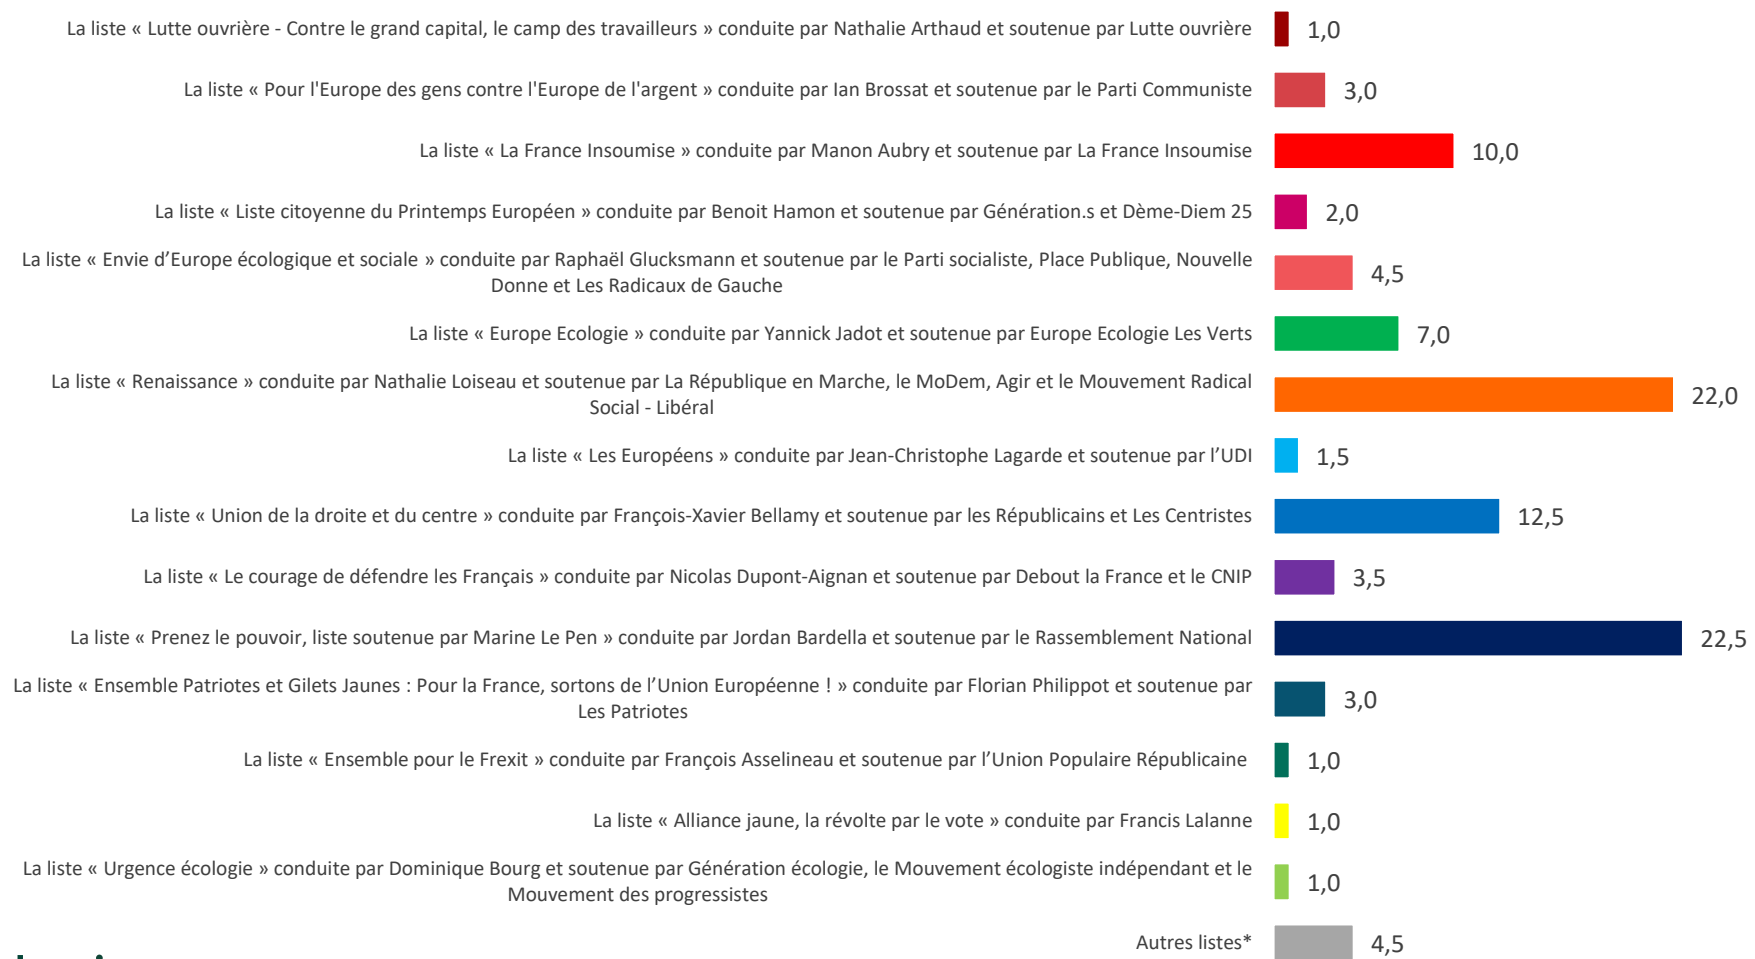 La liste « Lutte ouvrière - Contre le grand capital, le camp des travailleurs » conduite par Nathalie Arthaud et soutenue par Lutte ouvrière 1,0
La liste « Pour l'Europe des gens contre l'Europe de l'argent » conduite par Ian Brossat et soutenue par le Parti Communiste 3,0
La liste « La France Insoumise » conduite par Manon Aubry et soutenue par La France Insoumise 10,0
La liste « Liste citoyenne du Printemps Européen » conduite par Benoit Hamon et soutenue par Génération.s et Dème-Diem 25 2,0
La liste « Envie d’Europe écologique et sociale » conduite par Raphaël Glucksmann et soutenue par le Parti socialiste, Place Publique, Nouvelle
Donne et Les Radicaux de Gauche 4,5
La liste « Europe Ecologie » conduite par Yannick Jadot et soutenue par Europe Ecologie Les Verts 7,0
La liste « Renaissance » conduite par Nathalie Loiseau et soutenue par La République en Marche, le MoDem, Agir et le Mouvement Radical
Social - Libéral 22,0
La liste « Les Européens » conduite par Jean-Christophe Lagarde et soutenue par l’UDI 1,5
La liste « Union de la droite et du centre » conduite par François-Xavier Bellamy et soutenue par les Républicains et Les Centristes 12,5
La liste « Le courage de défendre les Français » conduite par Nicolas Dupont-Aignan et soutenue par Debout la France et le CNIP 3,5
La liste « Prenez le pouvoir, liste soutenue par Marine Le Pen » conduite par Jordan Bardella et soutenue par le Rassemblement National 22,5
La liste « Ensemble Patriotes et Gilets Jaunes : Pour la France, sortons de l’Union Européenne ! » conduite par Florian Philippot et soutenue par
Les Patriotes 3,0
La liste « Ensemble pour le Frexit » conduite par François Asselineau et soutenue par l’Union Populaire Républicaine 1,0
La liste « Alliance jaune, la révolte par le vote » conduite par Francis Lalanne 1,0
La liste « Urgence écologie » conduite par Dominique Bourg et soutenue par Génération écologie, le Mouvement écologiste indépendant et le
Mouvement des progressistes 1,0
Autres listes* 4,5